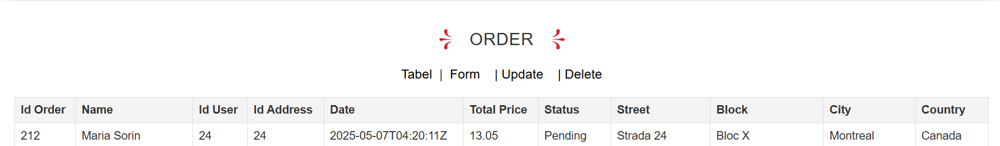 ORDER
Tabel | Form | Update | Delete
Id Order Name Id User Id Address Date Total Price Status Street Block City Country
212 Maria Sorin 24 24 2025-05-07T04:20:11Z 13.05 Pending Strada 24 Bloc X Montreal Canada